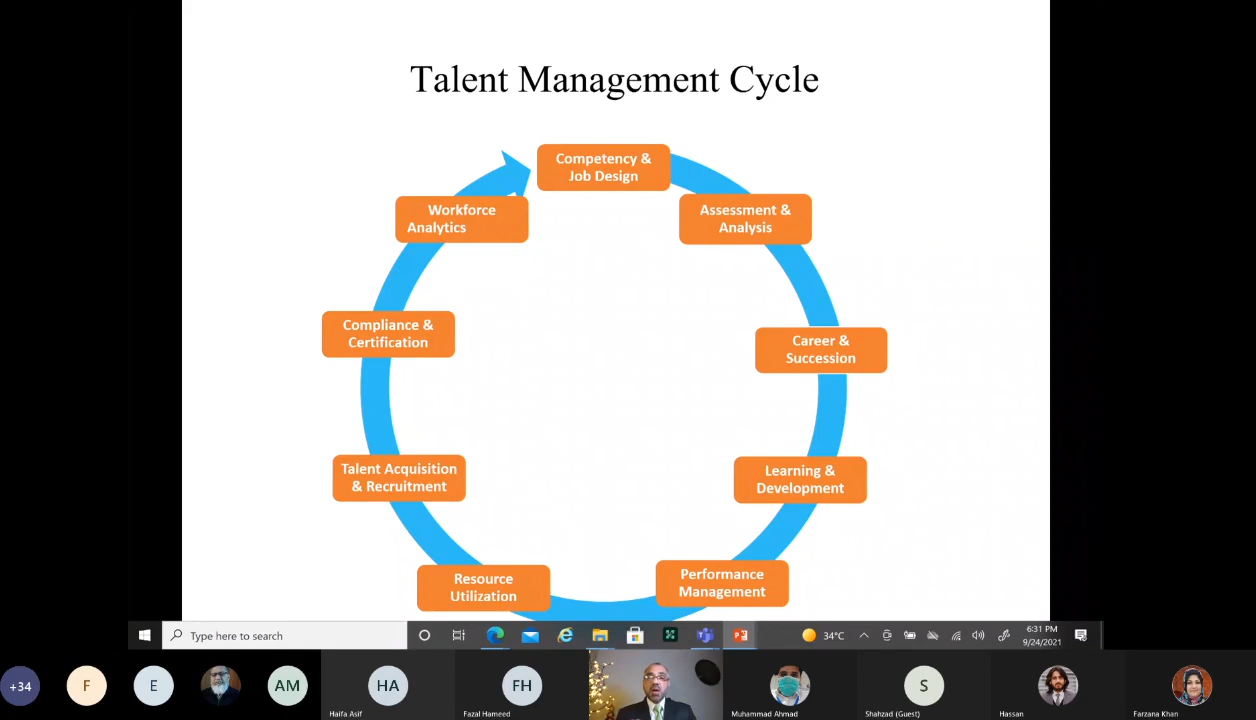 Talent Management Cycle
Competency &
Job Design
Assessment &
Analysis
Career &
Succession
Learning &
Development
Performance
Management
Resource
Utilization
Talent Acquisition
& Recruitment
Compliance &
Certification
Workforce
Analytics
Type here to search
34°C
6:31 PM
9/24/2021
+34
F
E
AM
HA
Haifa Asif
FH
Fazal Hameed
Muhammad Ahmad
S
Shahzad (Guest)
Hassan
Farzana Khan